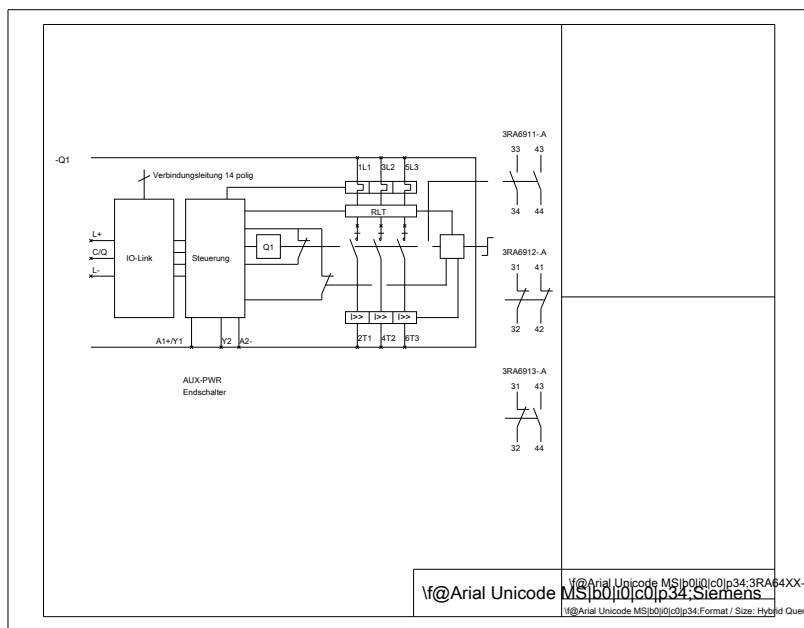 3RA6911-.A
33 43
34 44
-Q1
1L1 3L2 5L3
Verbindungsleitung 14 polig
RLT
L+
C/Q
L-
IO-Link
Steuerung
Q1
3RA6912-.A
31 41
32 42
I>> I>> I>>
A1+/Y1 Y2 A2-
2T1 4T2 6T3
AUX-PWR
Endschalter
3RA6913-.A
31 43
32 44
\f@Arial Unicode MS|b0|i0|c0|p34;Siemens
\f@Arial Unicode MS|b0|i0|c0|p34;3RA64XX-
\f@Arial Unicode MS|b0|i0|c0|p34;Format / Size: Hybrid Quer